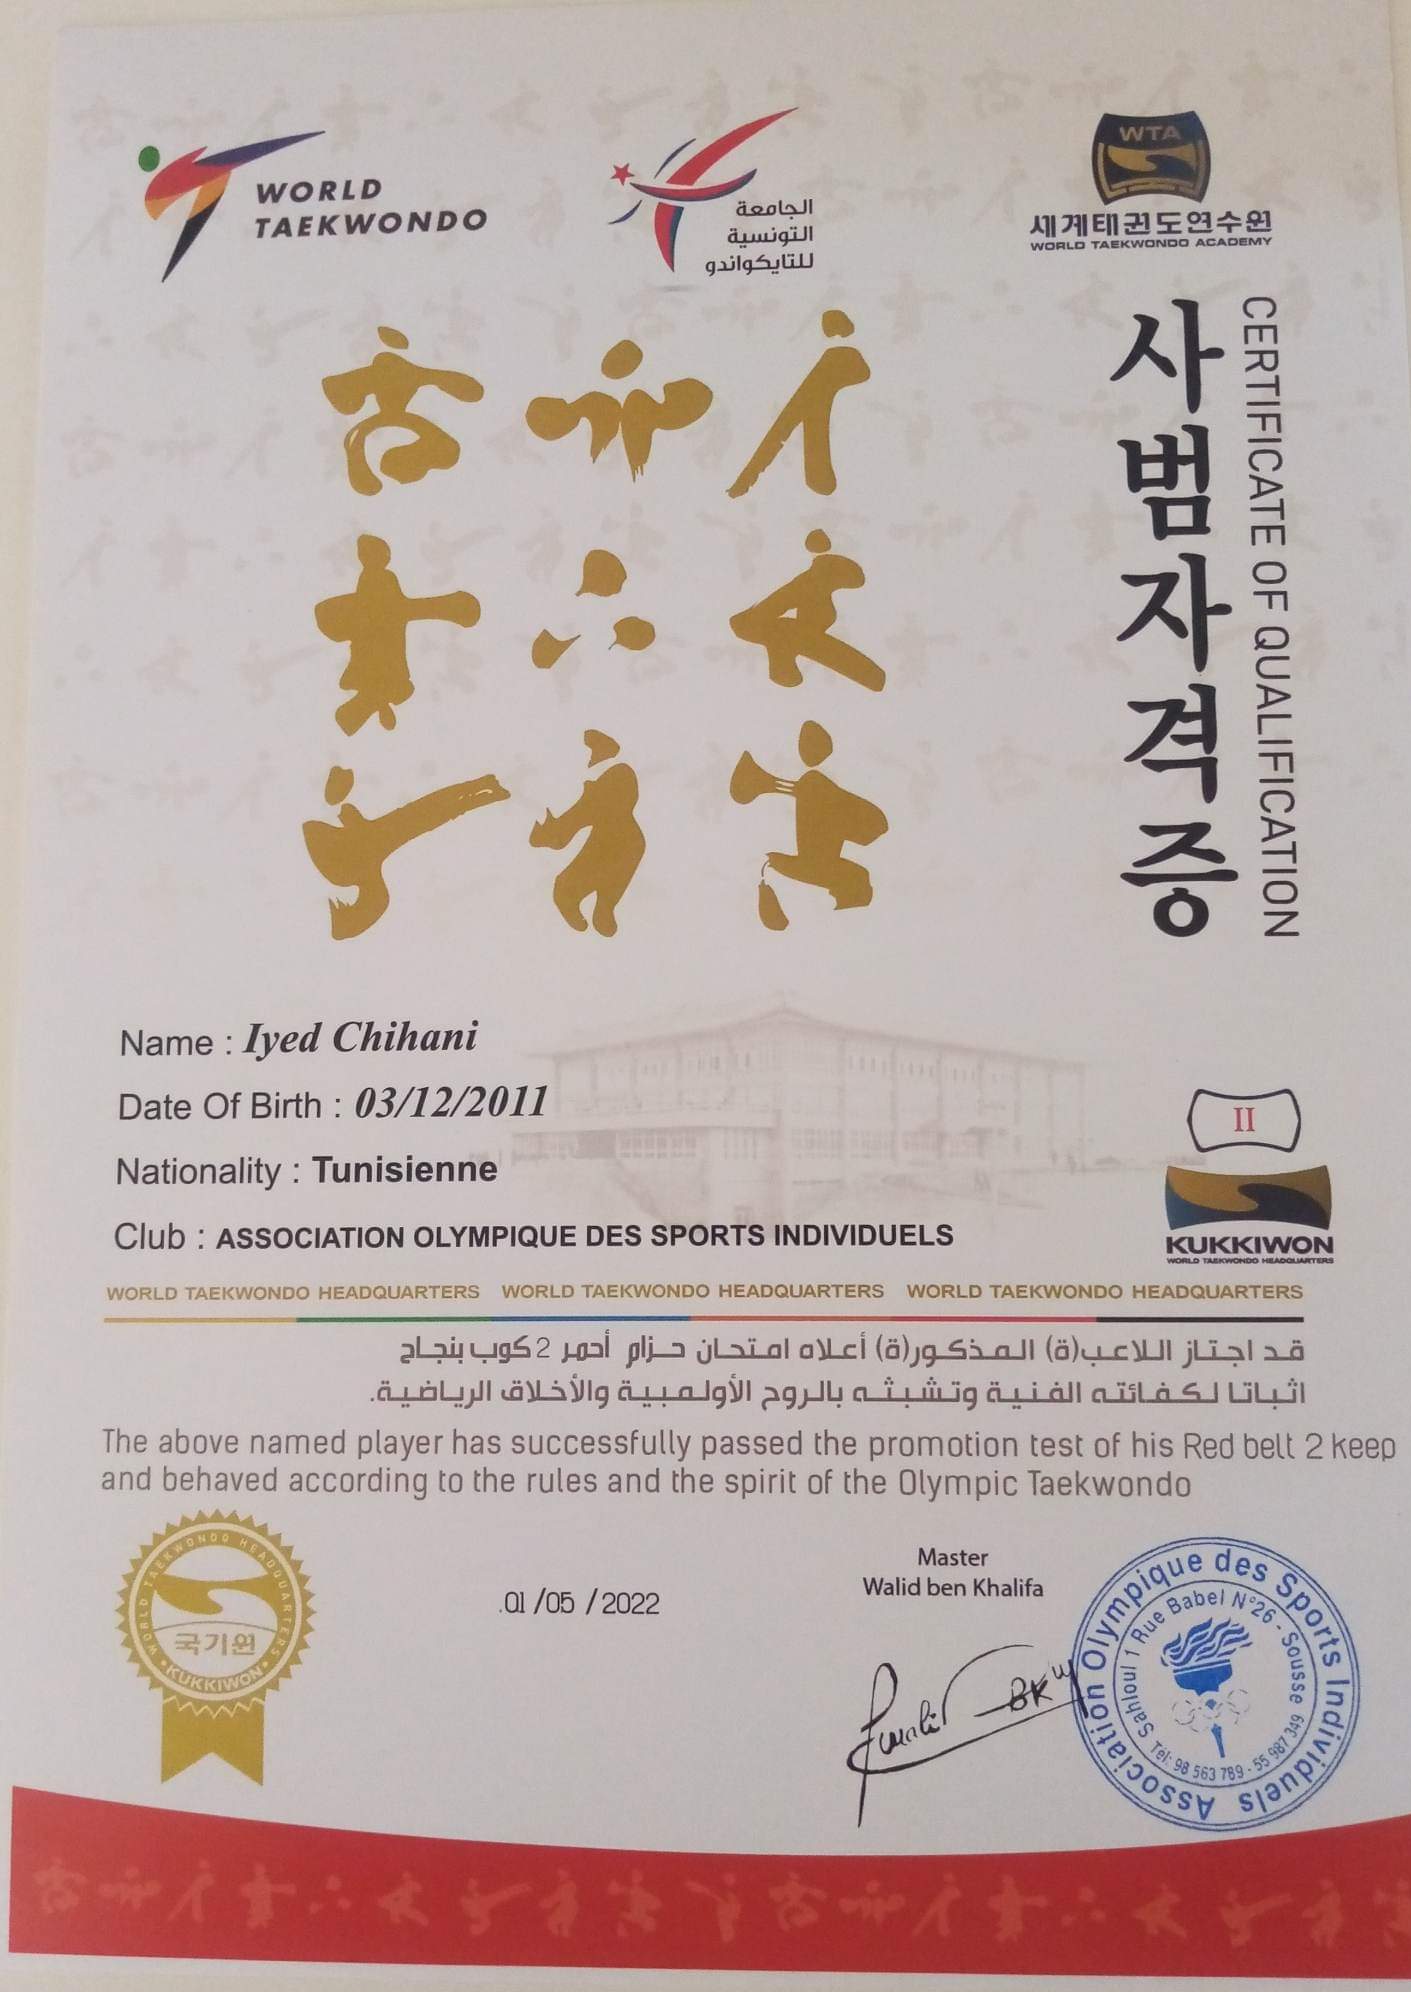 WORLD
TAEKWONDO
الجامعة
التونسية
للتايكواندو
WTA
세계태권도연수원
WORLD TAEKWONDO ACADEMY
사범자격증
CERTIFICATE OF QUALIFICATION
Name : Iyed Chihani
Date Of Birth : 03/12/2011
Nationality : Tunisienne
Club : ASSOCIATION OLYMPIQUE DES SPORTS INDIVIDUELS
II
KUKKIWON
WORLD TAEKWONDO HEADQUARTERS
WORLD TAEKWONDO HEADQUARTERS WORLD TAEKWONDO HEADQUARTERS WORLD TAEKWONDO HEADQUARTERS
قد اجتاز اللاعب(ة) المذكور(ة) أعلاه امتحان حزام أحمر 2 كوب بنجاح
اثباتا لكفائته الفنية وتشبثه بالروح الأولمبية والأخلاق الرياضية.
The above named player has successfully passed the promotion test of his Red belt 2 keep
and behaved according to the rules and the spirit of the Olympic Taekwondo
WORLD TAEKWONDO HEADQUARTERS
국기원
KUKKIWON
.01 /05 / 2022
Master
Walid ben Khalifa
Association Olympique des Sports Individuels
Sahloul 1 Rue Babel N°26 - Sousse
Tél: 98 563 789 - 55 987 349